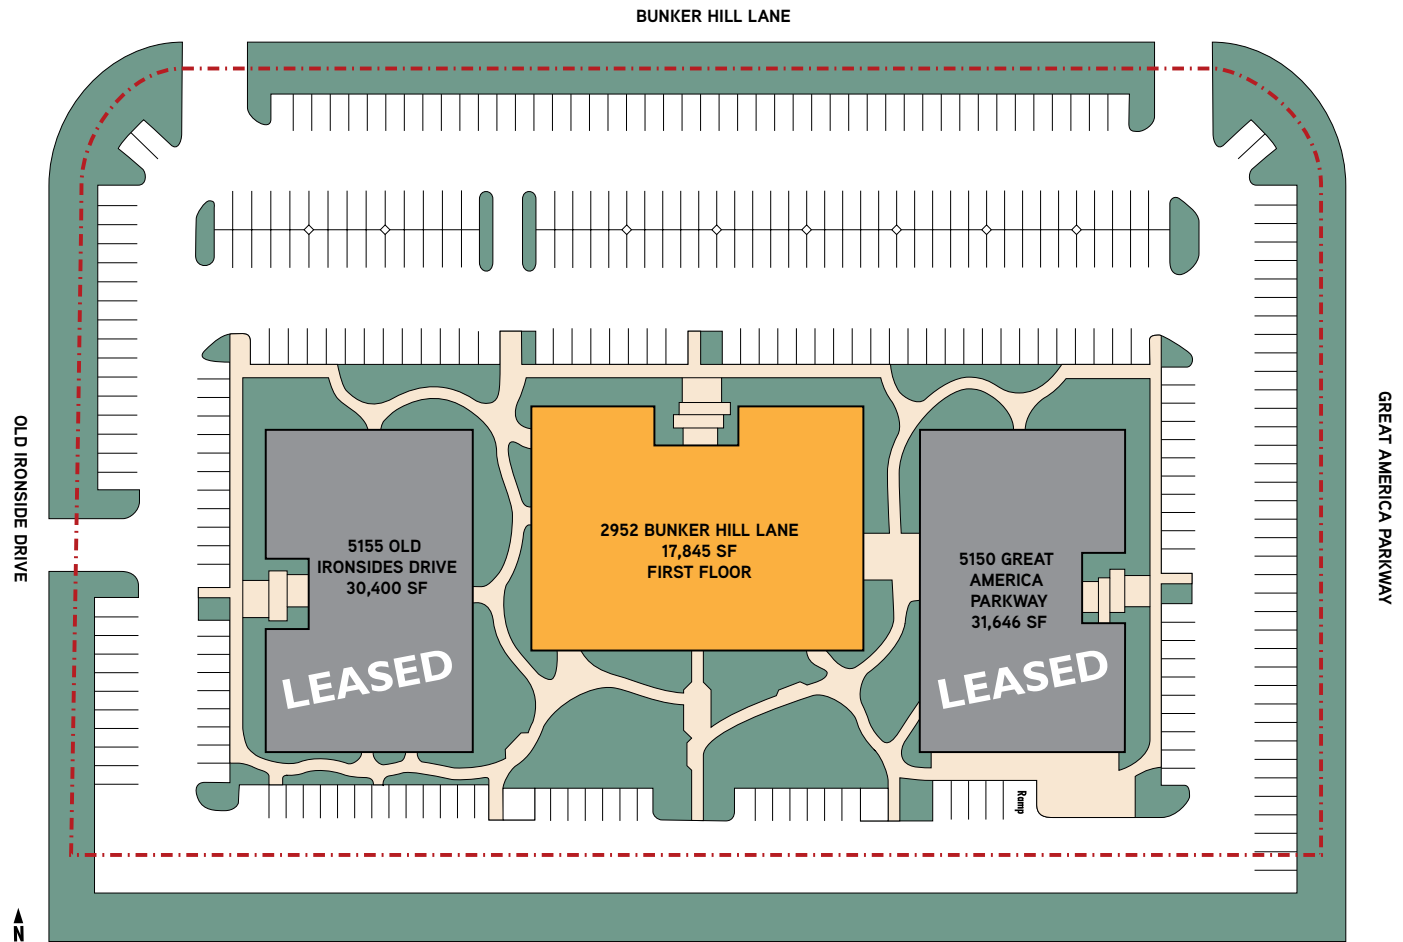 BUNKER HILL LANE
OLD IRONSIDE DRIVE
GREAT AMERICA PARKWAY
5155 OLD
IRONSIDES DRIVE
30,400 SF
LEASED
2952 BUNKER HILL LANE
17,845 SF
FIRST FLOOR
5150 GREAT
AMERICA
PARKWAY
31,646 SF
LEASED
Ramp
N